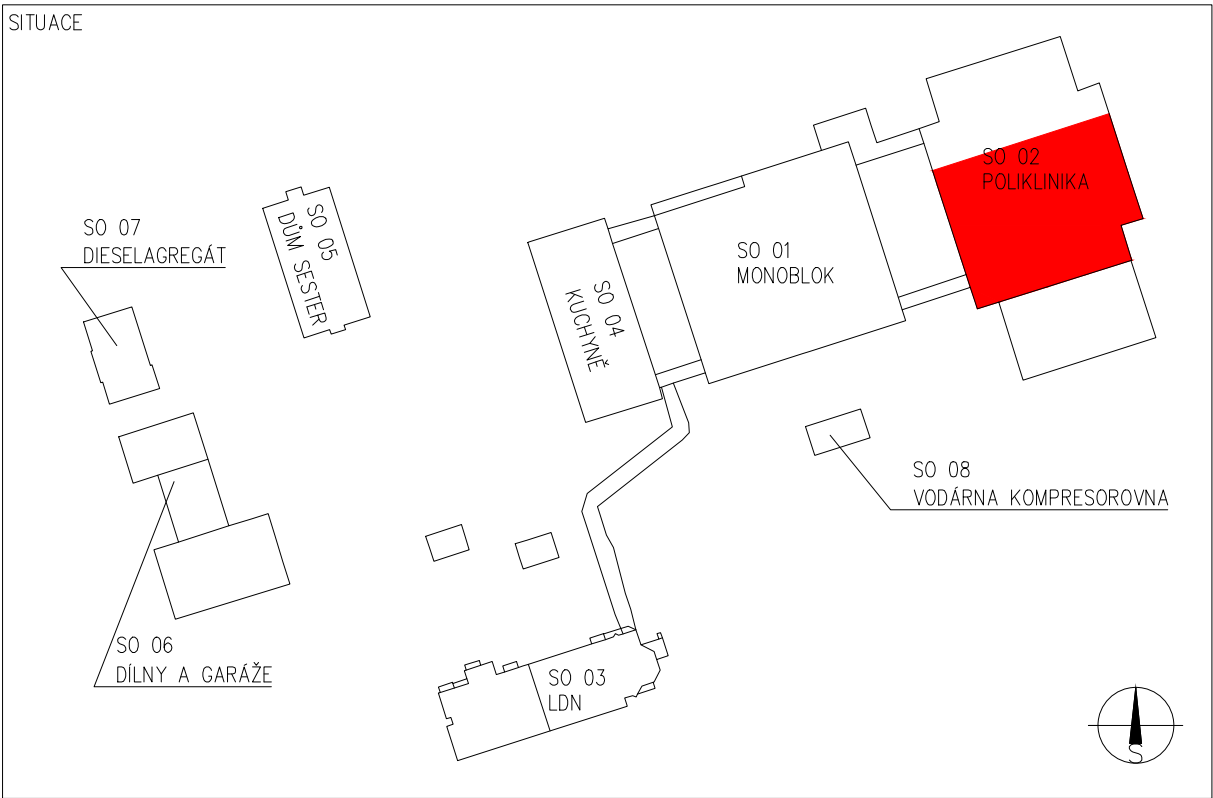 SITUACE
SO 02
POLIKLINIKA
SO 07
DIESELAGREGÁT
SO 05
DŮM SESTER
SO 01
MONOBLOK
SO 04
KUCHYNĚ
SO 08
VODÁRNA KOMPRESOROVNA
SO 06
DÍLNY A GARÁŽE
SO 03
LDN
S